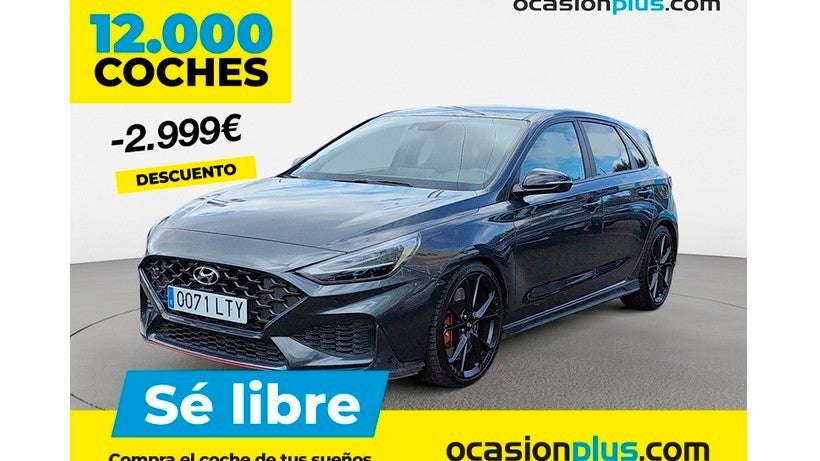 ocasionplus.com
12.000
COCHES
-2.999€
DESCUENTO
0071 LTY
Sé libre
Compra el coche de tus sueños
ocasionplus.com